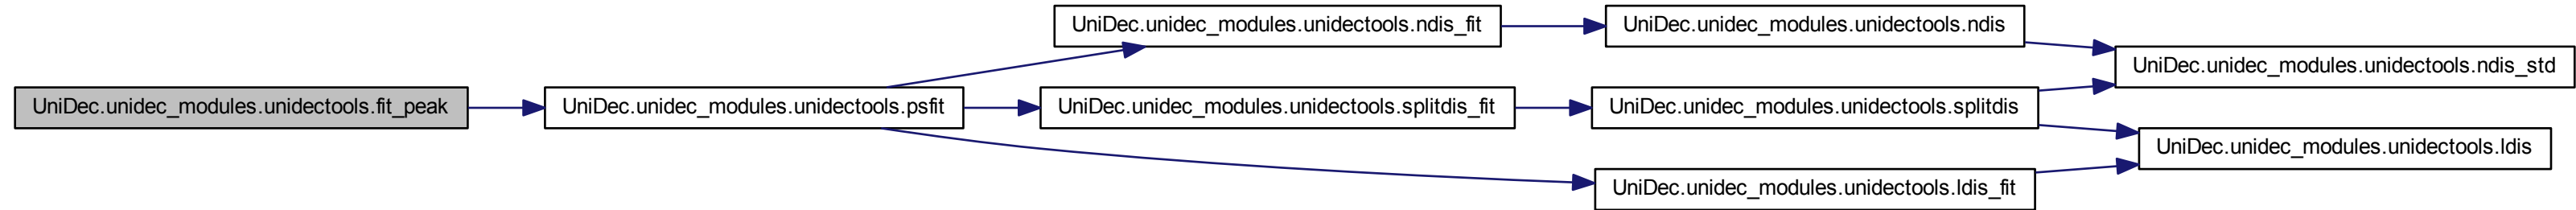 UniDec.unidec_modules.unidectools.fit_peak
UniDec.unidec_modules.unidectools.psfit
UniDec.unidec_modules.unidectools.ndis_fit
UniDec.unidec_modules.unidectools.splitdis_fit
UniDec.unidec_modules.unidectools.ldis_fit
UniDec.unidec_modules.unidectools.ndis
UniDec.unidec_modules.unidectools.splitdis
UniDec.unidec_modules.unidectools.ndis_std
UniDec.unidec_modules.unidectools.ldis